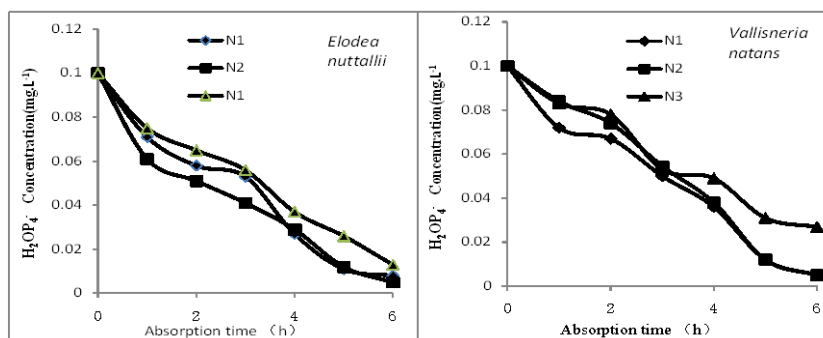 0.12
0.1
0.08
0.06
0.04
0.02
0
H₂OP₄⁻ Concentration(mg.L⁻¹)
N1
N2
N1
Elodea
nuttallii
0 2 4 6
Absorption time （h）
0.12
0.1
0.08
0.06
0.04
0.02
0
H₂OP₄⁻ Concentration(mg.L⁻¹)
N1
N2
N3
Vallisneria
natans
0 2 4 6
Absorption time （h）